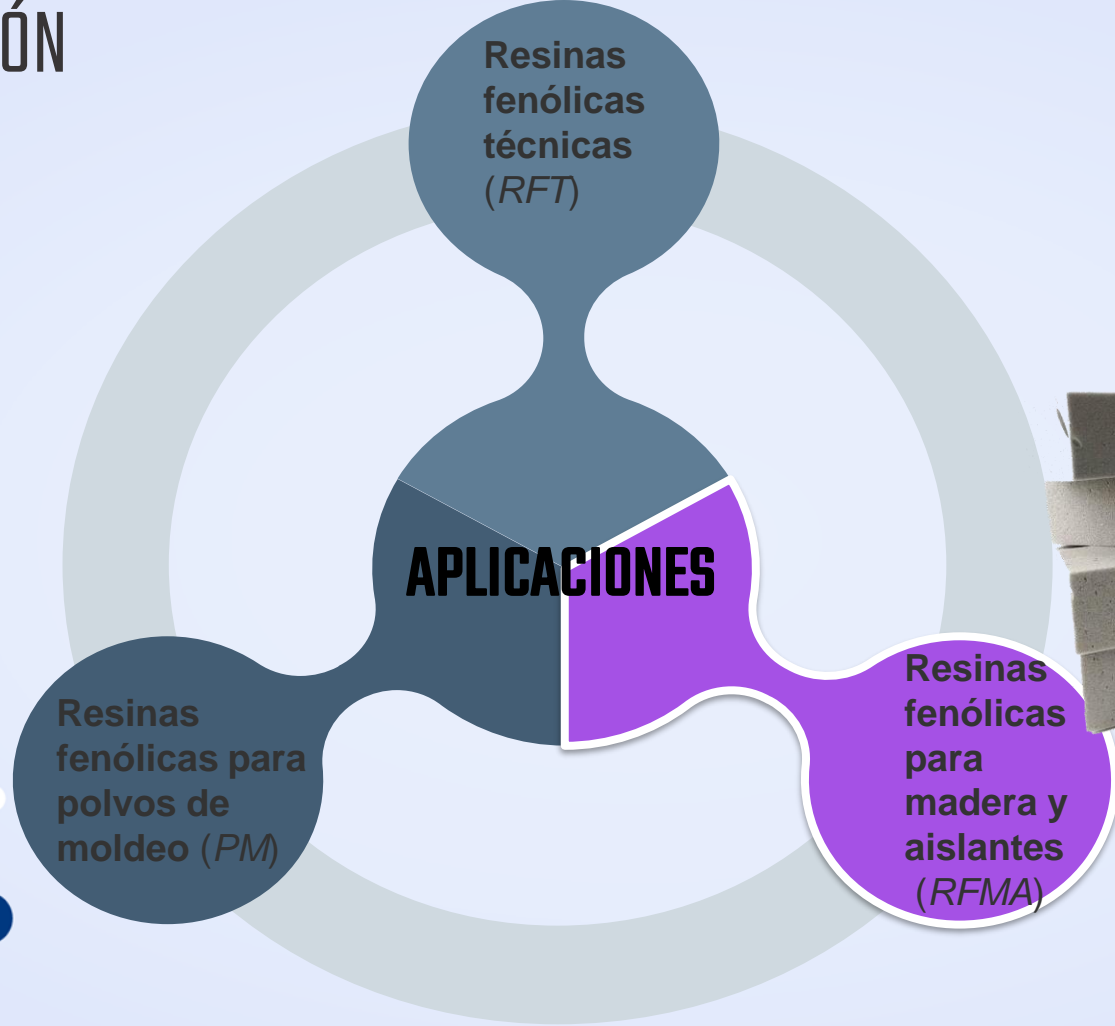 ÓN
Resinas
fenólicas
técnicas
(RFT)
APLICACIONES
Resinas
fenólicas para
polvos de
moldeo (PM)
Resinas
fenólicas
para
madera y
aislantes
(RFMA)